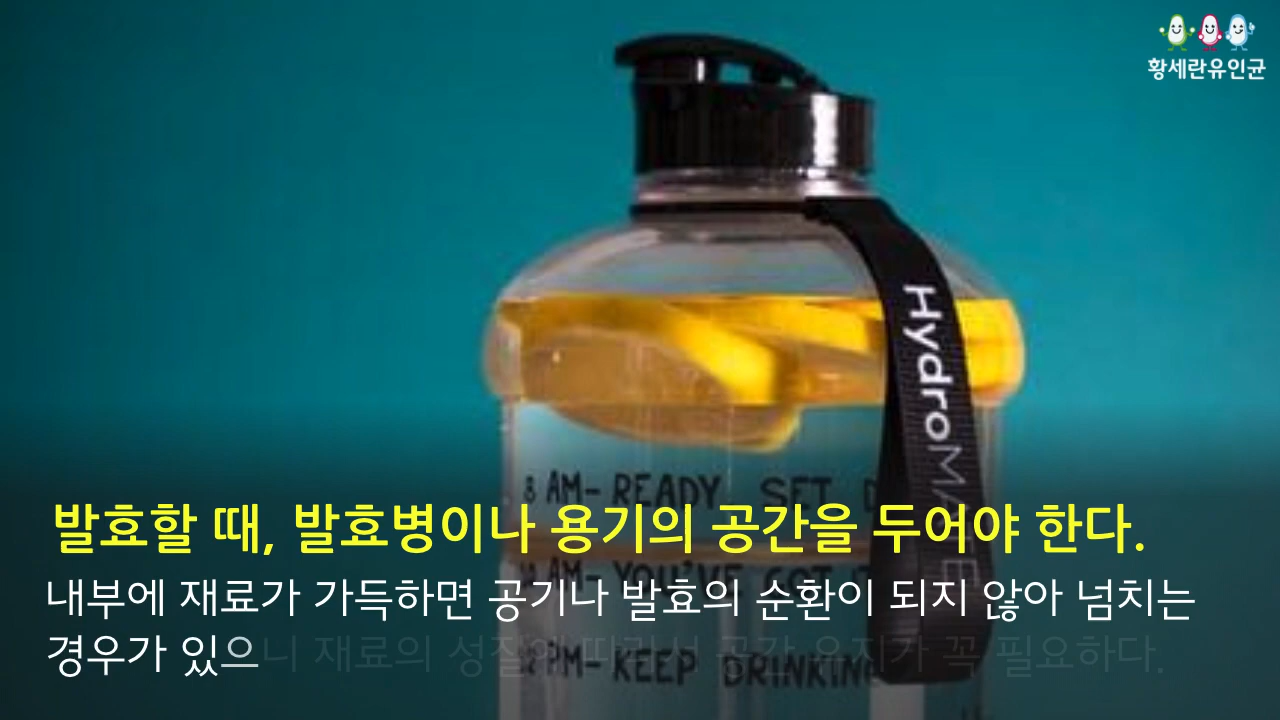 황세란유인균
HydroMATE
8 AM- READY SET
발효할 때, 발효병이나 용기의 공간을 두어야 한다.
AM- YOU'VE GOT
내부에 재료가 가득하면 공기나 발효의 순환이 되지 않아 넘치는
경우가 있으니 재료의 성질에 따라서 공간 유지가 꼭 필요하다.
PM- KEEP DRINKING